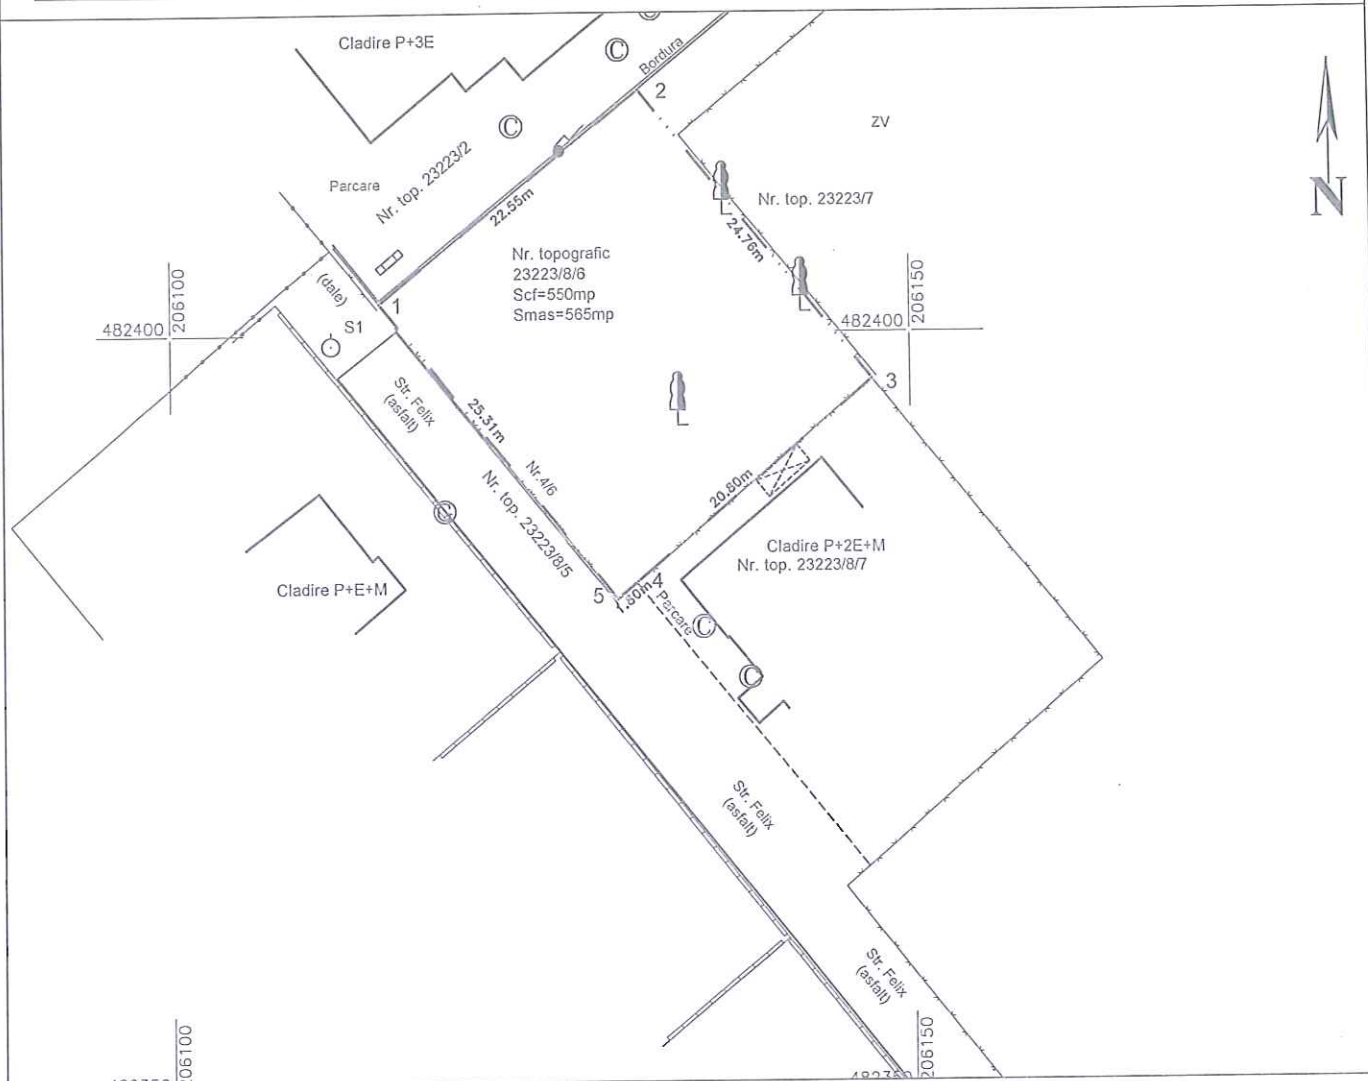 Cladire P+3E
Bordura
2
ZV
N
Nr. top. 23223/2
Parcare
22.55m
Nr. top. 23223/7
24.76m
Nr. topografic
23223/8/6
Scf=550mp
Smas=565mp
206100
206150
(dale)
1
S1
482400
482400
3
Str. Felix
(asfalt)
25.31m
Nr.4/6
Nr. top. 23223/8/5
20.80m
Cladire P+2E+M
Nr. top. 23223/8/7
Cladire P+E+M
5
4
Parcare
C
C
C
C
C
Str. Felix
(asfalt)
Str. Felix
(asfalt)
206150